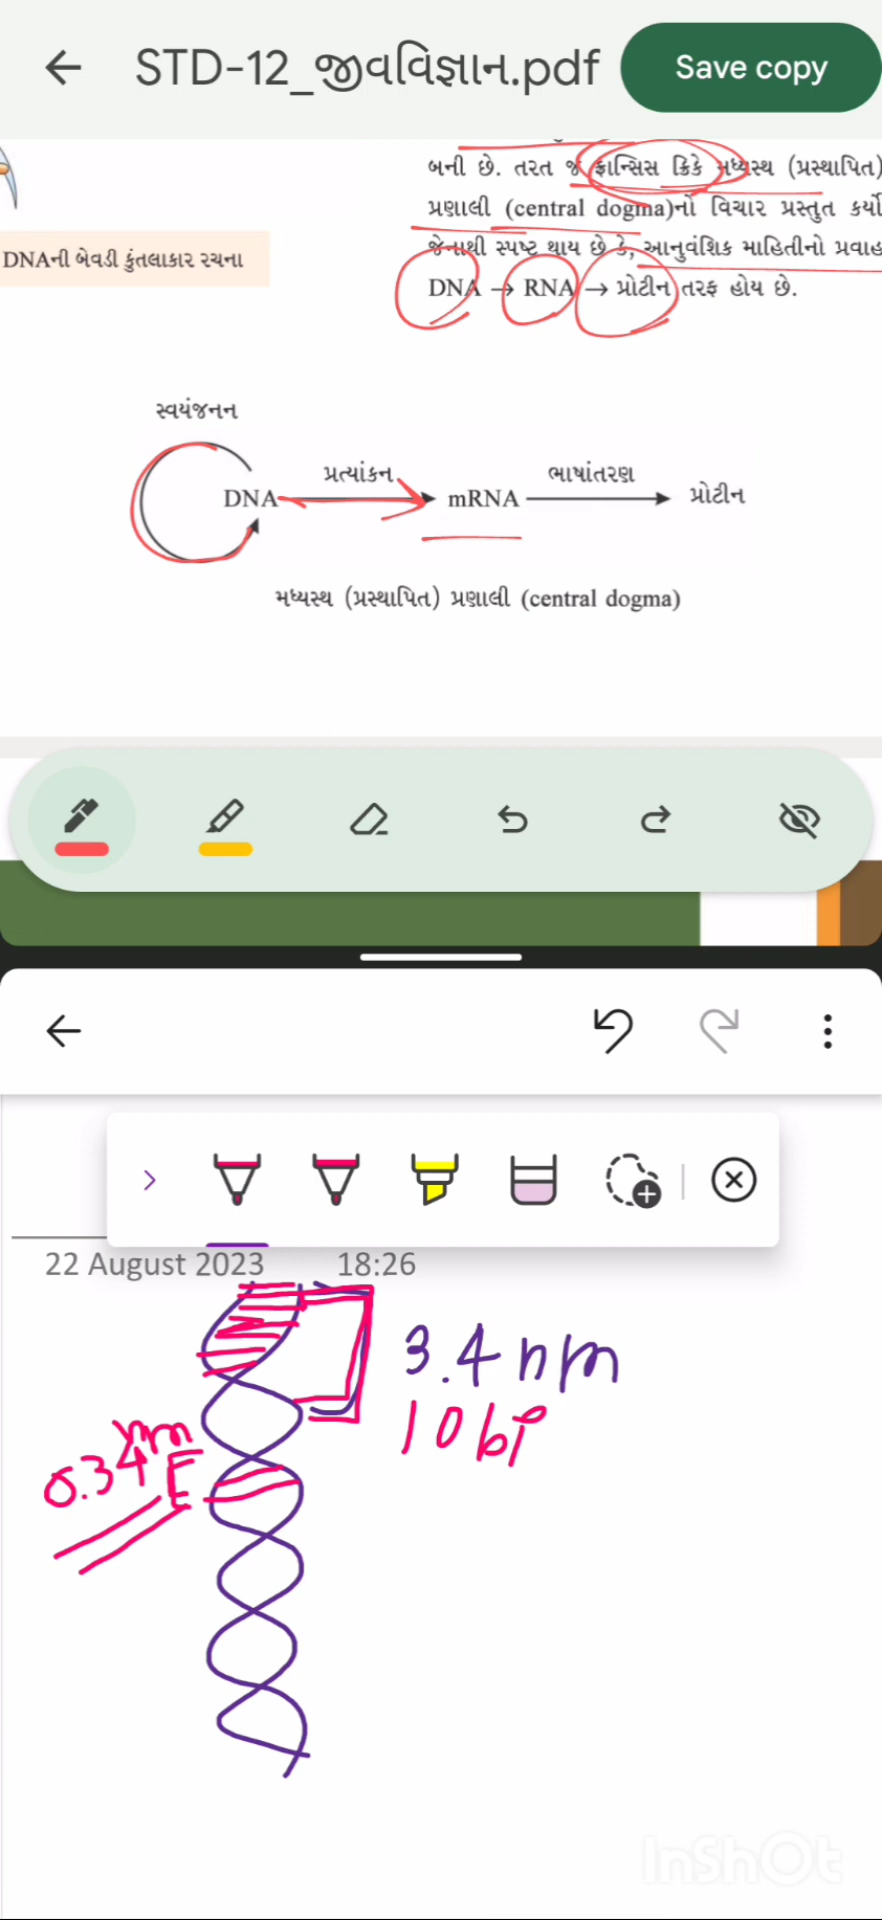 STD-12_જીવવિજ્ઞાન.pdf
Save copy
બની છે. તરત જ ફ્રાન્સિસ ક્રિકે મધ્યસ્થ (પ્રસ્થાપિત)
પ્રણાલી (central dogma)નો વિચાર પ્રસ્તુત કર્યો
જેનાથી સ્પષ્ટ થાય છે કે, આનુવંશિક માહિતીનો પ્રવાહ
DNA → RNA → પ્રોટીન તરફ હોય છે.
DNAની બેવડી કુંતલાકાર રચના
સ્વયંજનન
DNA પ્રત્યાંકન mRNA ભાષાંતરણ પ્રોટીન
મધ્યસ્થ (પ્રસ્થાપિત) પ્રણાલી (central dogma)
22 August 2023 18:26
3.4 nm
10 bp
0.34 nm
InShOt